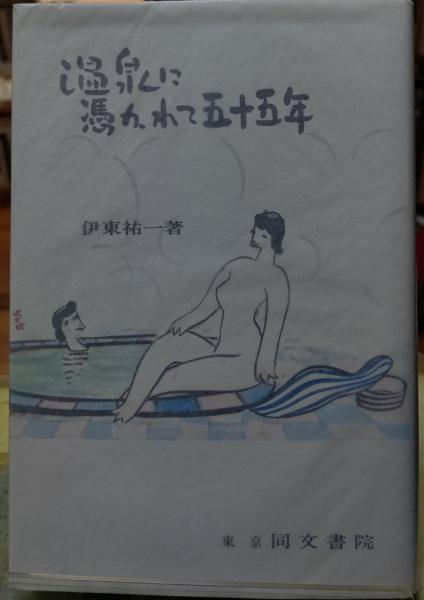 温泉に
憑かれて五十五年
伊東祐一著
東京 同文書院